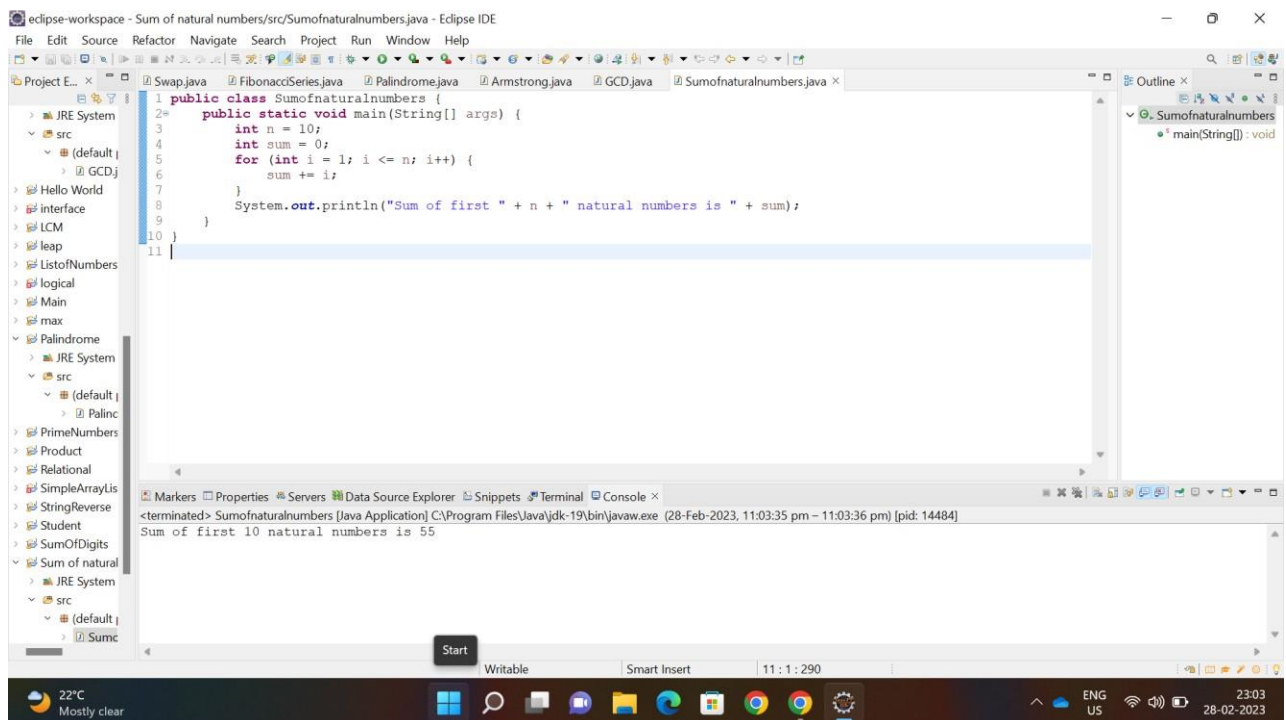 eclipse-workspace - Sum of natural numbers/src/Sumofnaturalnumbers.java - Eclipse IDE
File Edit Source Refactor Navigate Search Project Run Window Help
Project E...
Swap.java FibonacciSeries.java Palindrome.java Armstrong.java GCD.java Sumofnaturalnumbers.java
JRE System
src
(default p
GCD.j
Hello World
interface
LCM
leap
ListofNumbers
logical
Main
max
Palindrome
JRE System
src
(default p
Palinc
PrimeNumbers
Product
Relational
SimpleArrayLis
StringReverse
Student
SumOfDigits
Sum of natural
JRE System
src
(default p
Sumc
1 public class Sumofnaturalnumbers {
2 public static void main(String[] args) {
3 int n = 10;
4 int sum = 0;
5 for (int i = 1; i <= n; i++) {
6 sum += i;
7 }
8 System.out.println("Sum of first " + n + " natural numbers is " + sum);
9 }
10 }
11
Outline
Sumofnaturalnumbers
main(String[]) : void
Markers Properties Servers Data Source Explorer Snippets Terminal Console
<terminated> Sumofnaturalnumbers [Java Application] C:\Program Files\Java\jdk-19\bin\javaw.exe (28-Feb-2023, 11:03:35 pm – 11:03:36 pm) [pid: 14484]
Sum of first 10 natural numbers is 55
Start
Writable Smart Insert 11 : 1 : 290
22°C
Mostly clear
ENG
US
23:03
28-02-2023